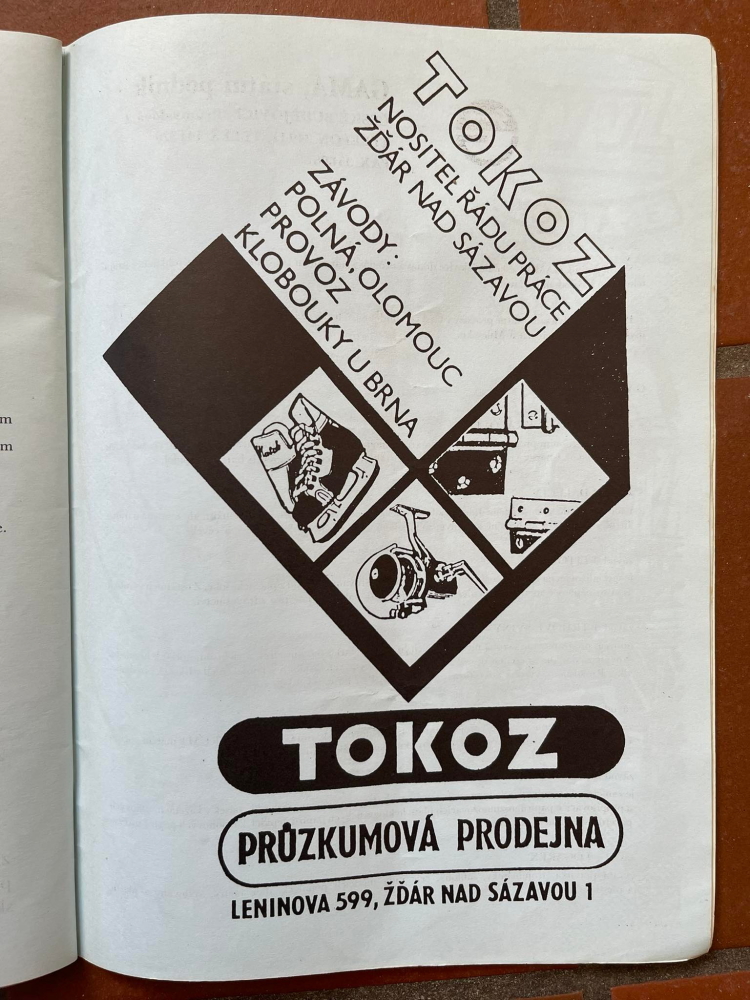 TOKOZ
NOSITEL ŘÁDU PRÁCE
ŽĎÁR NAD SÁZAVOU
ZÁVODY:
POLNÁ, OLOMOUC
PROVOZ
KLOBOUKY U BRNA
TOKOZ
PRŮZKUMOVÁ PRODEJNA
LENINOVA 599, ŽĎÁR NAD SÁZAVOU 1
m
m
e.